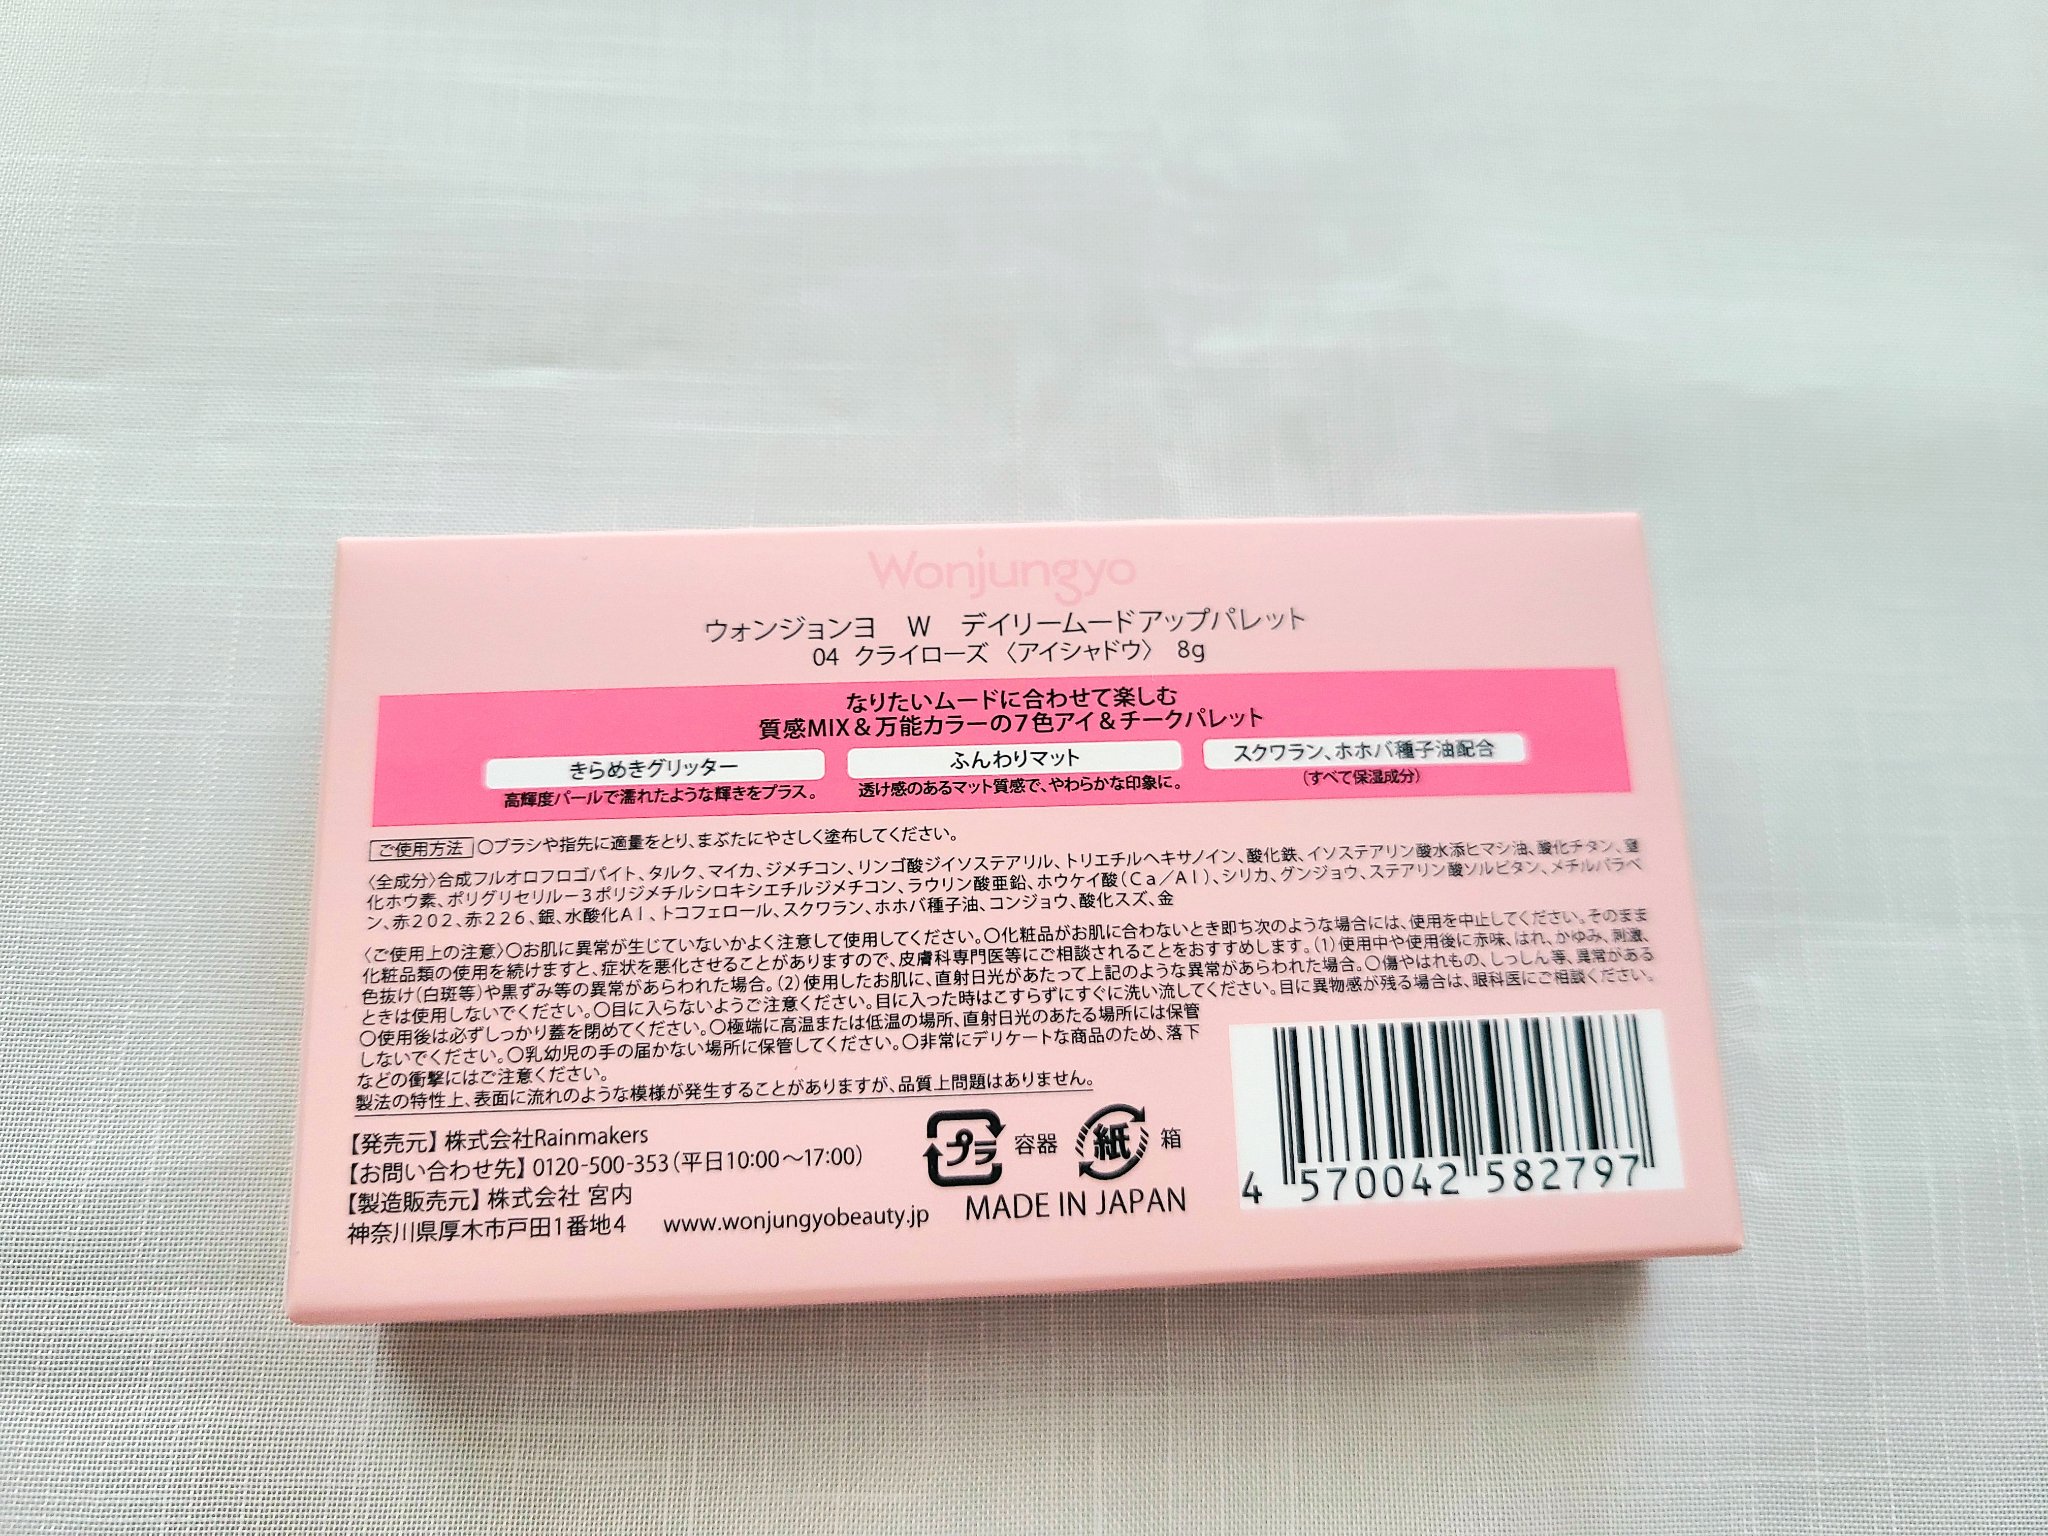 Wonjungyo
ウォンジョンヨ W デイリームードアップパレット
04 クライローズ 〈アイシャドウ〉 8g
なりたいムードに合わせて楽しむ
質感MIX&万能カラーの7色アイ&チークパレット
きらめきグリッター ふんわりマット スクワラン、ホホバ種子油配合
高輝度パールで濡れたような輝きをプラス。 透け感のあるマット質感で、やわらかな印象に。 (すべて保湿成分)
ご使用方法 〇ブラシや指先に適量をとり、まぶたにやさしく塗布してください。
〈全成分〉合成フルオロフロゴパイト、タルク、マイカ、ジメチコン、リンゴ酸ジイソステアリル、トリエチルヘキサノイン、酸化鉄、イソステアリン酸水添ヒマシ油、酸化チタン、窒
化ホウ素、ポリグリセリル-3ポリジメチルシロキシエチルジメチコン、ラウリン酸亜鉛、ホウケイ酸(Ca/Al)、シリカ、グンジョウ、ステアリン酸ソルビタン、メチルパラベ
ン、赤202、赤226、銀、水酸化Al、トコフェロール、スクワラン、ホホバ種子油、コンジョウ、酸化スズ、金
〈ご使用上の注意〉〇お肌に異常が生じていないかよく注意して使用してください。〇化粧品がお肌に合わないとき即ち次のような場合には、使用を中止してください。そのまま
化粧品類の使用を続けますと、症状を悪化させることがありますので、皮膚科専門医等にご相談されることをおすすめします。(1)使用中や使用後に赤味、はれ、かゆみ、刺激、
色抜け(白斑等)や黒ずみ等の異常があらわれた場合。(2)使用したお肌に、直射日光があたって上記のような異常があらわれた場合。〇傷やはれもの、しっしん等、異常がある
ときは使用しないでください。〇目に入らないようご注意ください。目に入った時はこすらずにすぐに洗い流してください。目に異物感が残る場合は、眼科医にご相談ください。
〇使用後は必ずしっかり蓋を閉めてください。〇極端に高温または低温の場所、直射日光のあたる場所には保管
しないでください。〇乳幼児の手の届かない場所に保管してください。〇非常にデリケートな商品のため、落下
などの衝撃にはご注意ください。
製法の特性上、表面に流れのような模様が発生することがありますが、品質上問題はありません。
【発売元】株式会社Rainmakers
【お問い合わせ先】0120-500-353(平日10:00〜17:00)
【製造販売元】株式会社 宮内
神奈川県厚木市戸田1番地4 www.wonjungyobeauty.jp
プラ 容器 紙 箱
MADE IN JAPAN
4 570042 582797